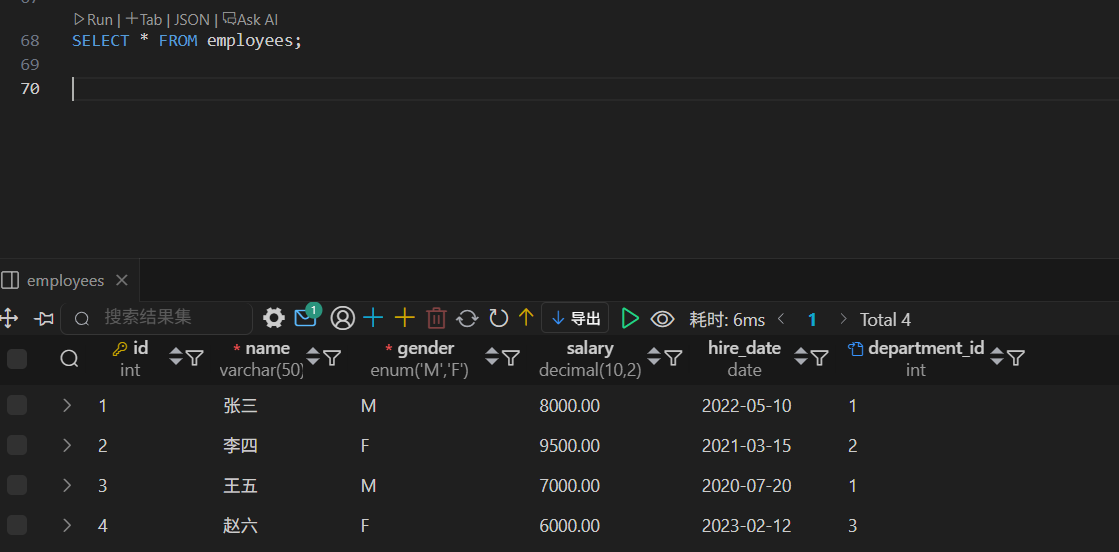 Run | Tab | JSON | Ask AI
68 SELECT * FROM employees;
69
70
employees
搜索结果集 1 导出 耗时: 6ms 1 Total 4
id * name * gender salary hire_date department_id
int varchar(50) enum('M','F') decimal(10,2) date int
1 张三 M 8000.00 2022-05-10 1
2 李四 F 9500.00 2021-03-15 2
3 王五 M 7000.00 2020-07-20 1
4 赵六 F 6000.00 2023-02-12 3